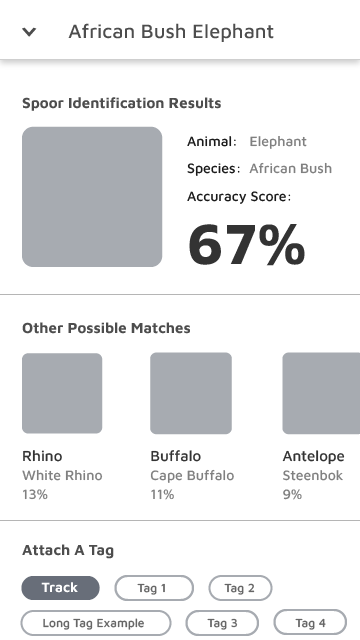 African Bush Elephant
Spoor Identification Results
Animal: Elephant
Species: African Bush
Accuracy Score:
67%
Other Possible Matches
Rhino Buffalo Antelope
White Rhino Cape Buffalo Steenbok
13% 11% 9%
Attach A Tag
Track Tag 1 Tag 2
Long Tag Example Tag 3 Tag 4